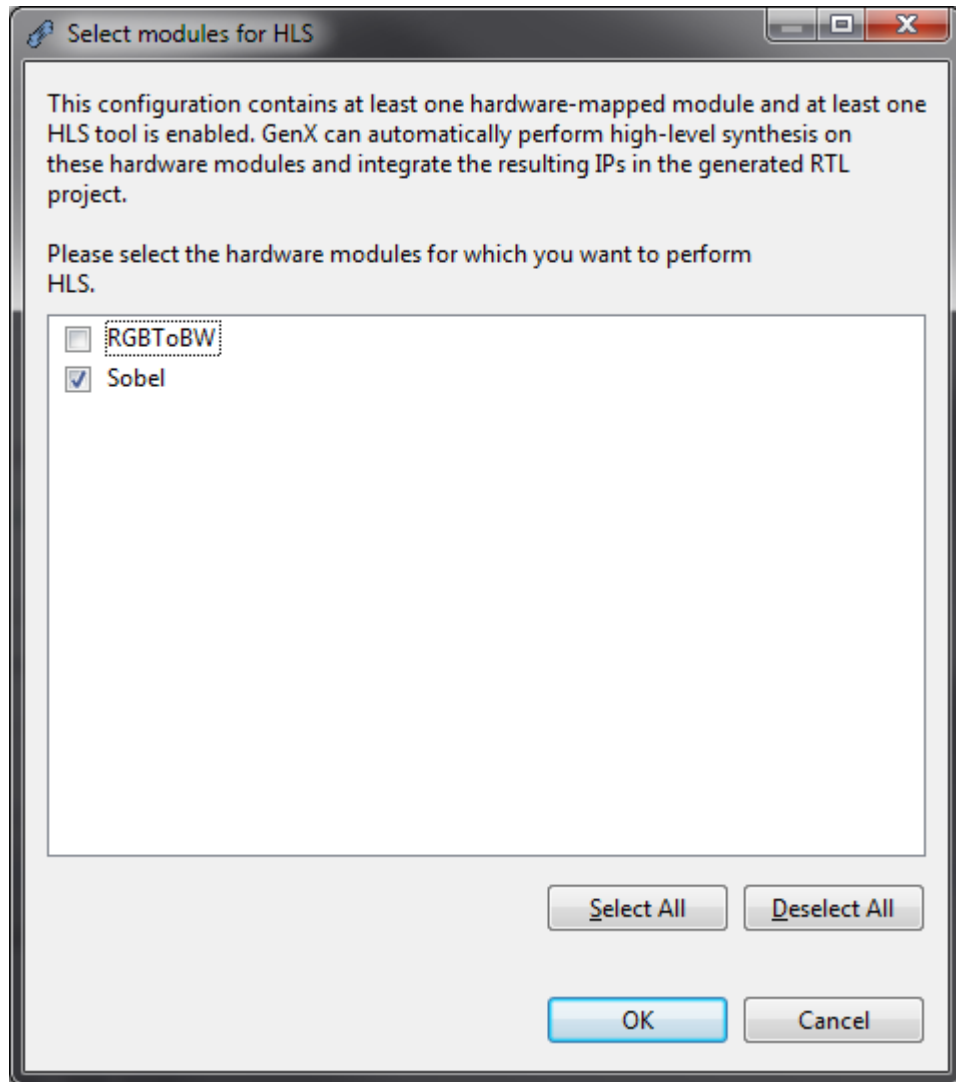 Select modules for HLS
This configuration contains at least one hardware-mapped module and at least one
HLS tool is enabled. GenX can automatically perform high-level synthesis on
these hardware modules and integrate the resulting IPs in the generated RTL
project.
Please select the hardware modules for which you want to perform
HLS.
RGBToBW
Sobel
Select All Deselect All
OK Cancel